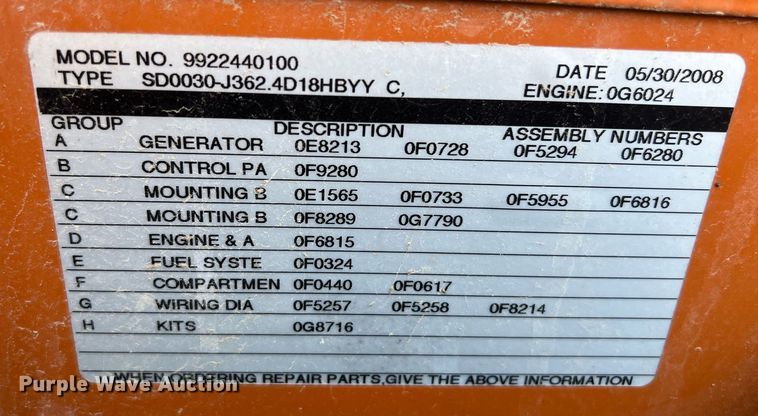 MODEL NO. 9922440100
TYPE SD0030-J362.4D18HBYY C,
DATE 05/30/2008
ENGINE: 0G6024
GROUP DESCRIPTION ASSEMBLY NUMBERS
A GENERATOR 0E8213 0F0728 0F5294 0F6280
B CONTROL PA 0F9280
C MOUNTING B 0E1565 0F0733 0F5955 0F6816
C MOUNTING B 0F8289 0G7790
D ENGINE & A 0F6815
E FUEL SYSTE 0F0324
F COMPARTMEN 0F0440 0F0617
G WIRING DIA 0F5257 0F5258 0F8214
H KITS 0G8716
WHEN ORDERING REPAIR PARTS,GIVE THE ABOVE INFORMATION
Purple Wave Auction